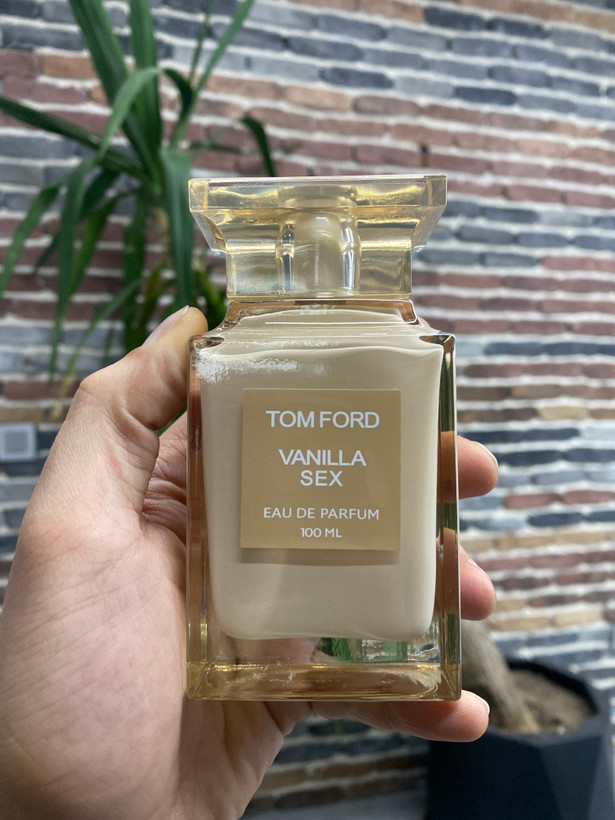 TOM FORD
VANILLA
SEX
EAU DE PARFUM
100 ML